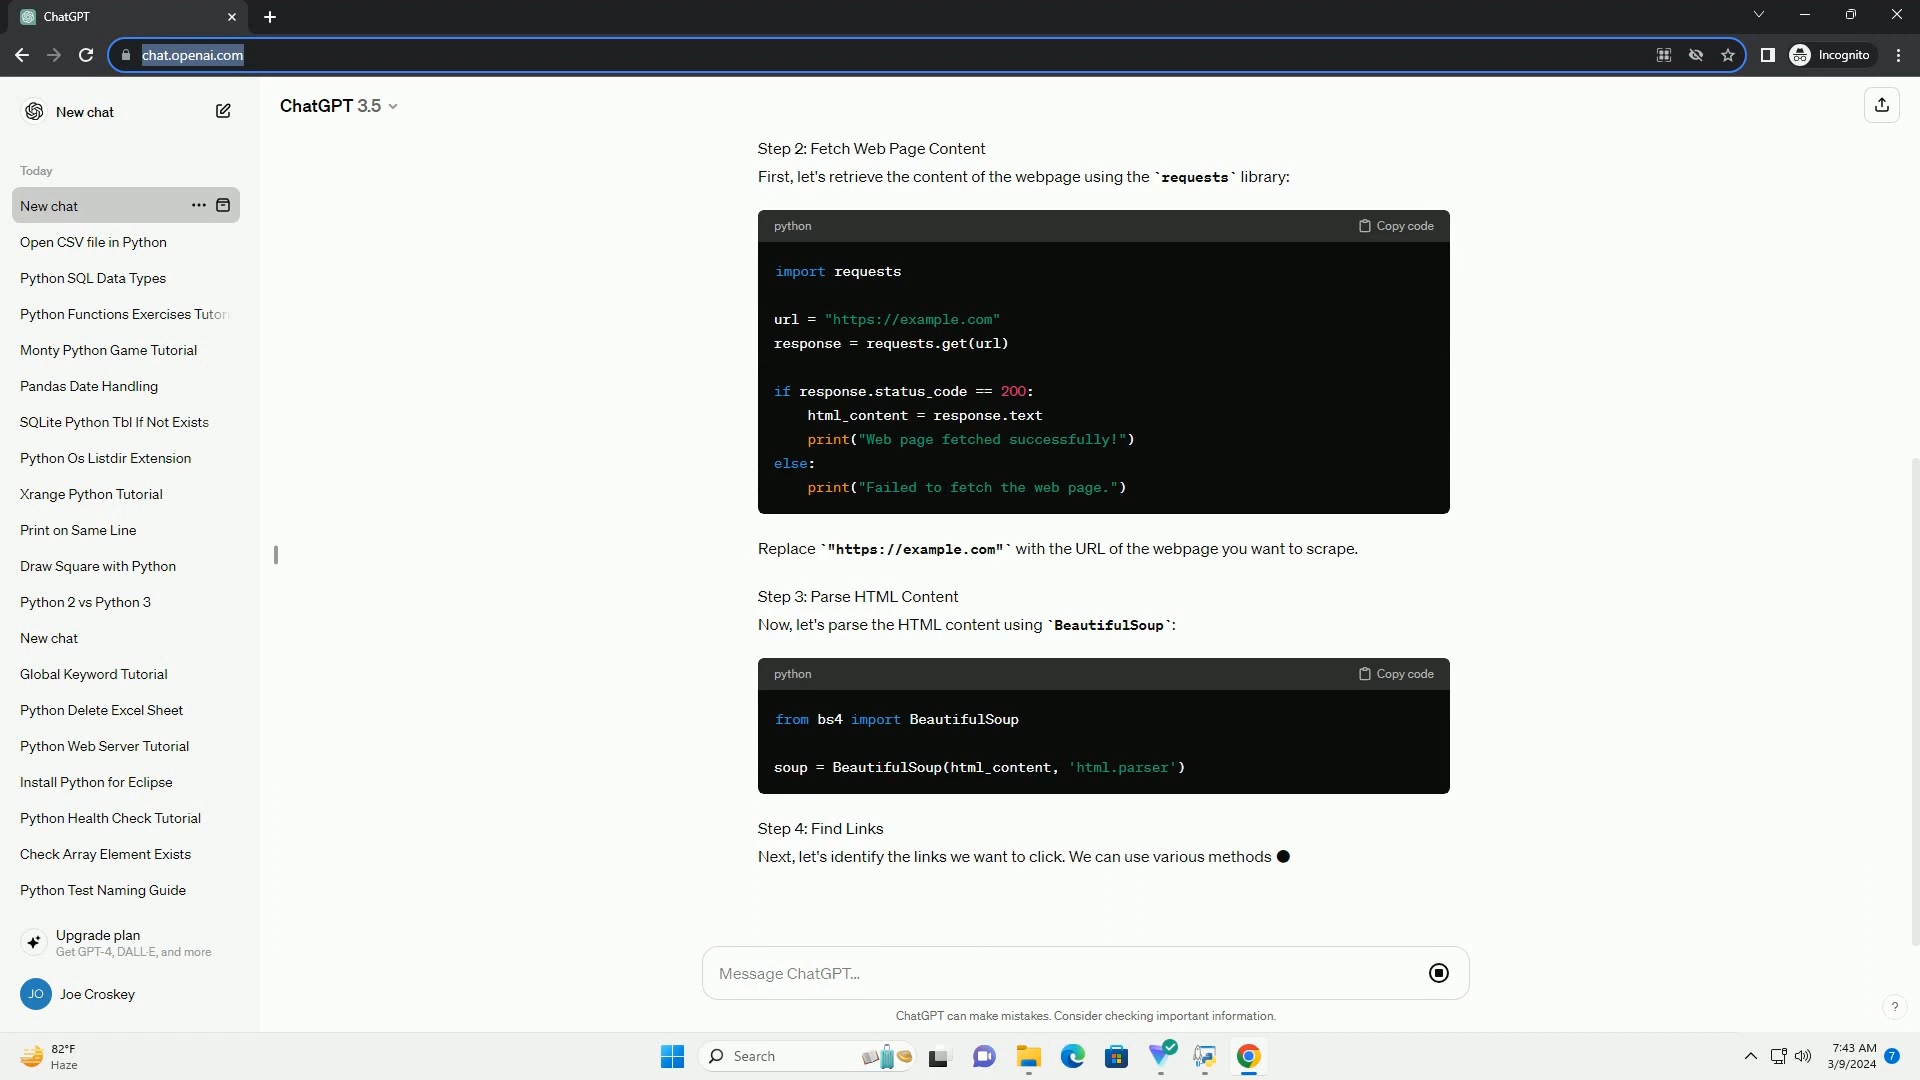 ChatGPT
chat.openai.com
Incognito
New chat
Today
New chat
Open CSV file in Python
Python SQL Data Types
Python Functions Exercises Tutor
Monty Python Game Tutorial
Pandas Date Handling
SQLite Python Tbl If Not Exists
Python Os Listdir Extension
Xrange Python Tutorial
Print on Same Line
Draw Square with Python
Python 2 vs Python 3
New chat
Global Keyword Tutorial
Python Delete Excel Sheet
Python Web Server Tutorial
Install Python for Eclipse
Python Health Check Tutorial
Check Array Element Exists
Python Test Naming Guide
Upgrade plan
Get GPT-4, DALL·E, and more
JO Joe Croskey
ChatGPT 3.5
Step 2: Fetch Web Page Content
First, let's retrieve the content of the webpage using the `requests` library:
python Copy code
import requests
url = "https://example.com"
response = requests.get(url)
if response.status_code == 200:
    html_content = response.text
    print("Web page fetched successfully!")
else:
    print("Failed to fetch the web page.")
Replace `"https://example.com"` with the URL of the webpage you want to scrape.
Step 3: Parse HTML Content
Now, let's parse the HTML content using `BeautifulSoup`:
python Copy code
from bs4 import BeautifulSoup
soup = BeautifulSoup(html_content, 'html.parser')
Step 4: Find Links
Next, let's identify the links we want to click. We can use various methods
Message ChatGPT...
ChatGPT can make mistakes. Consider checking important information.
?
82°F
Haze
Search
7:43 AM
3/9/2024
7